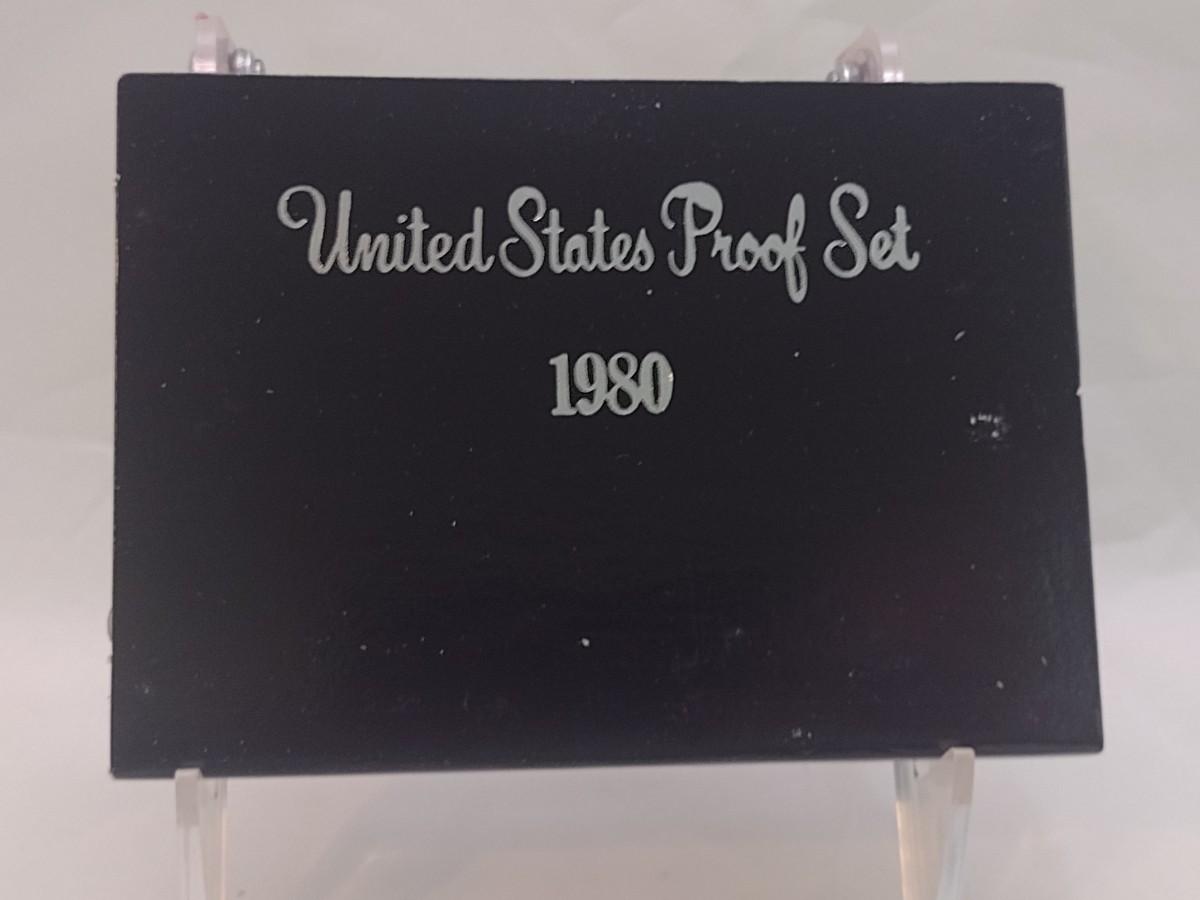 United States Proof Set
1980